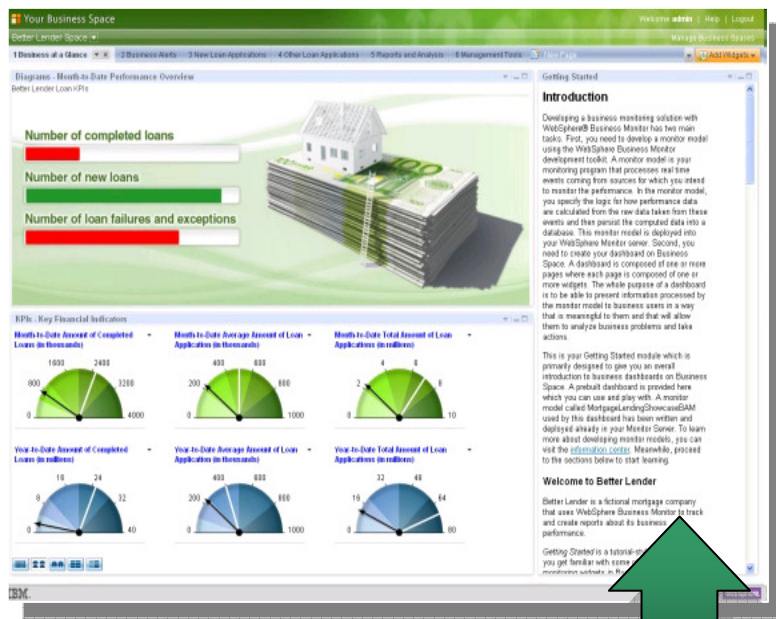 Your Business Space
Welcome admin | Help | Logout
Better Lender Space
Manage Business Spaces
1 Business at a Glance
2 Business Alerts
3 New Loan Applications
4 Other Loan Applications
5 Reports and Analysis
6 Management Tools
New Page
Add Widgets
Diagrams - Month-to-Date Performance Overview
Better Lender Loan KPIs
Number of completed loans
Number of new loans
Number of loan failures and exceptions
100
KPIs - Key Financial Indicators
Month-to-Date Amount of Completed
Loans (in thousands)
0 800 1600 2400 3200 4000
Month-to-Date Average Amount of Loan
Application (in thousands)
0 200 400 600 800 1000
Month-to-Date Total Amount of Loan
Application (in millions)
0 2 4 6 8 10
Year-to-Date Amount of Completed
Loans (in millions)
0 8 16 24 32 40
Year-to-Date Average Amount of Loan
Application (in thousands)
0 200 400 600 800 1000
Year-to-Date Total Amount of Loan
Applications (in millions)
0 16 32 48 64 80
Getting Started
Introduction
Developing a business monitoring solution with
WebSphere® Business Monitor has two main
tasks. First, you need to develop a monitor model
using the WebSphere Business Monitor
development toolkit. A monitor model is your
monitoring program that processes real time
events coming from sources for which you intend
to monitor the performance. In the monitor model,
you specify the logic for how performance data
are calculated from the raw data taken from these
events and then persist the computed data into a
database. This monitor model is deployed into
your WebSphere Monitor server. Second, you
need to create your dashboard on Business
Space. A dashboard is composed of one or more
pages where each page is composed of one or
more widgets. The whole purpose of a dashboard
is to be able to present information processed by
the monitor model to business users in a way
that is meaningful to them and that will allow
them to analyze business problems and take
actions.
This is your Getting Started module which is
primarily designed to give you an overall
introduction to business dashboards on Business
Space. A prebuilt dashboard is provided here
which you can use and play with. A monitor
model called MortgageLendingShowcaseBAM
used by this dashboard has been written and
deployed already in your Monitor Server. To learn
more about developing monitor models, you can
visit the information center. Meanwhile, proceed
to the sections below to start learning.
Welcome to Better Lender
Better Lender is a fictional mortgage company
that uses WebSphere Business Monitor to track
and create reports about its business
performance.
Getting Started is a tutorial-st
you get familiar with some
monitoring widgets in
IBM.